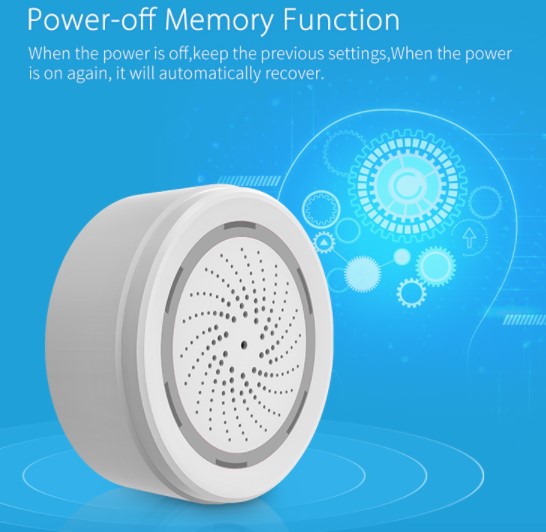 Power-off Memory Function
When the power is off,keep the previous settings,When the power
is on again, it will automatically recover.